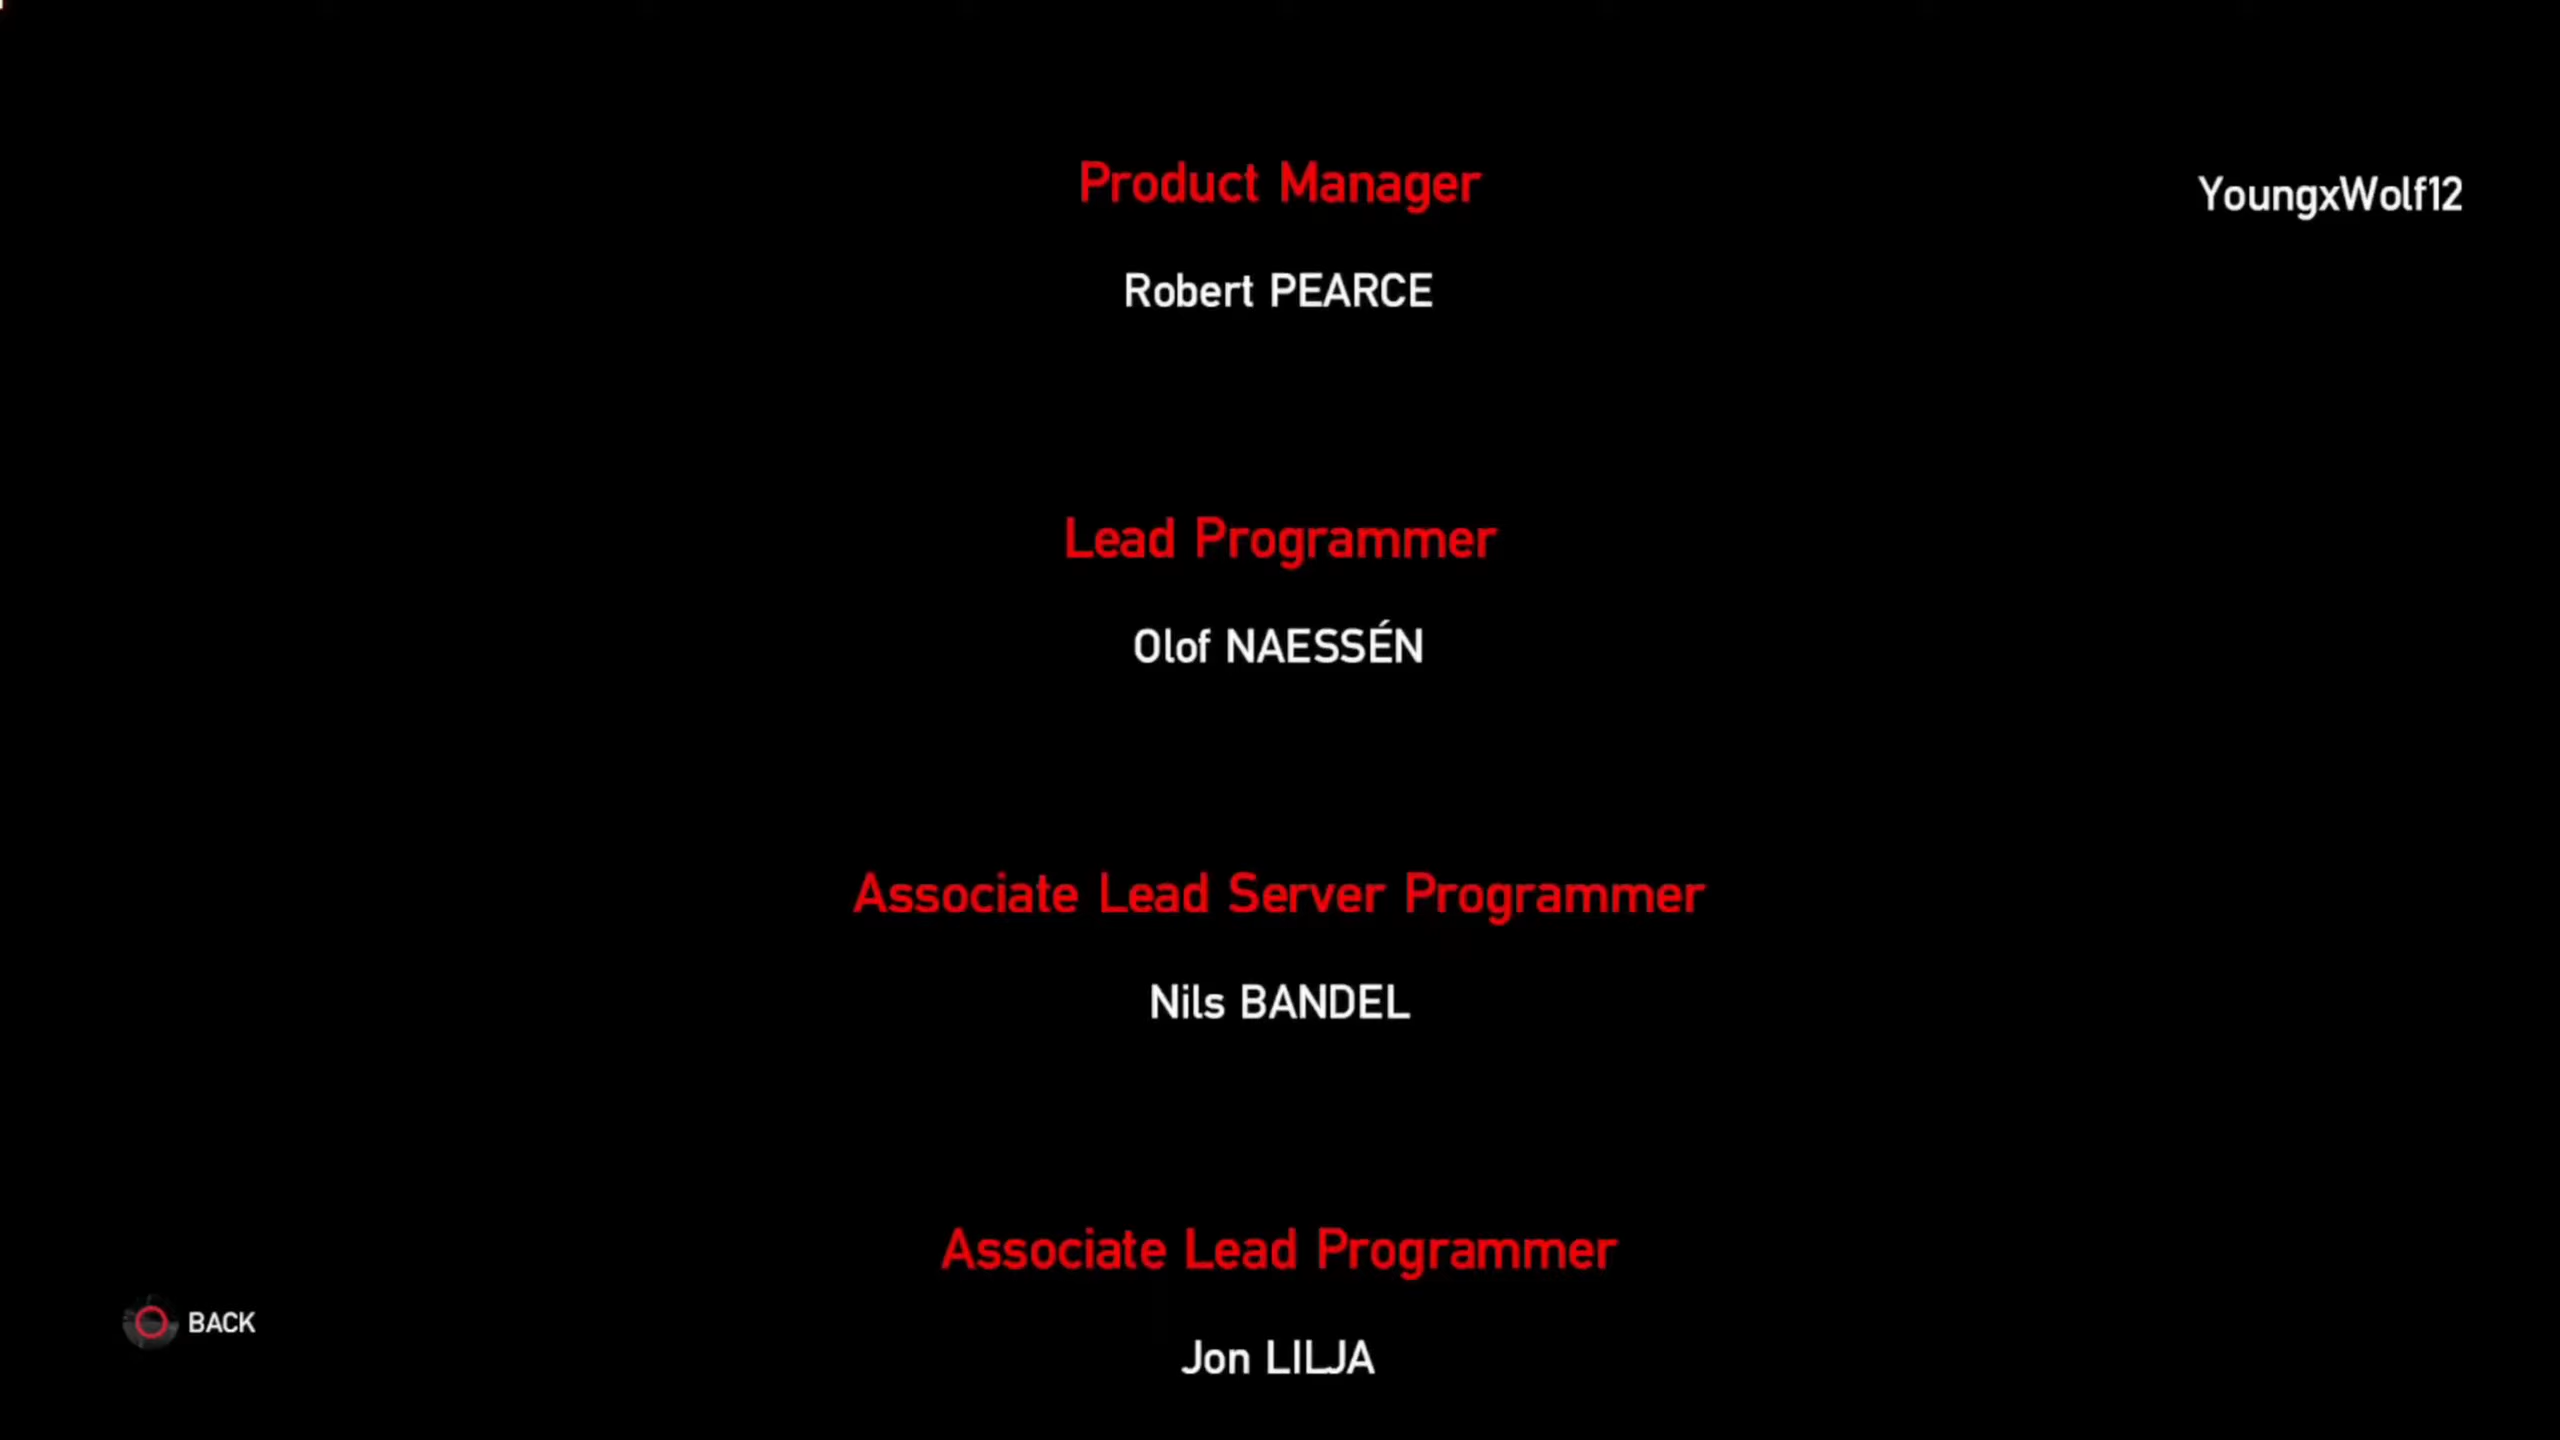 Product Manager
YoungxWolf12
Robert PEARCE
Lead Programmer
Olof NAESSÉN
Associate Lead Server Programmer
Nils BANDEL
Associate Lead Programmer
BACK
Jon LILJA